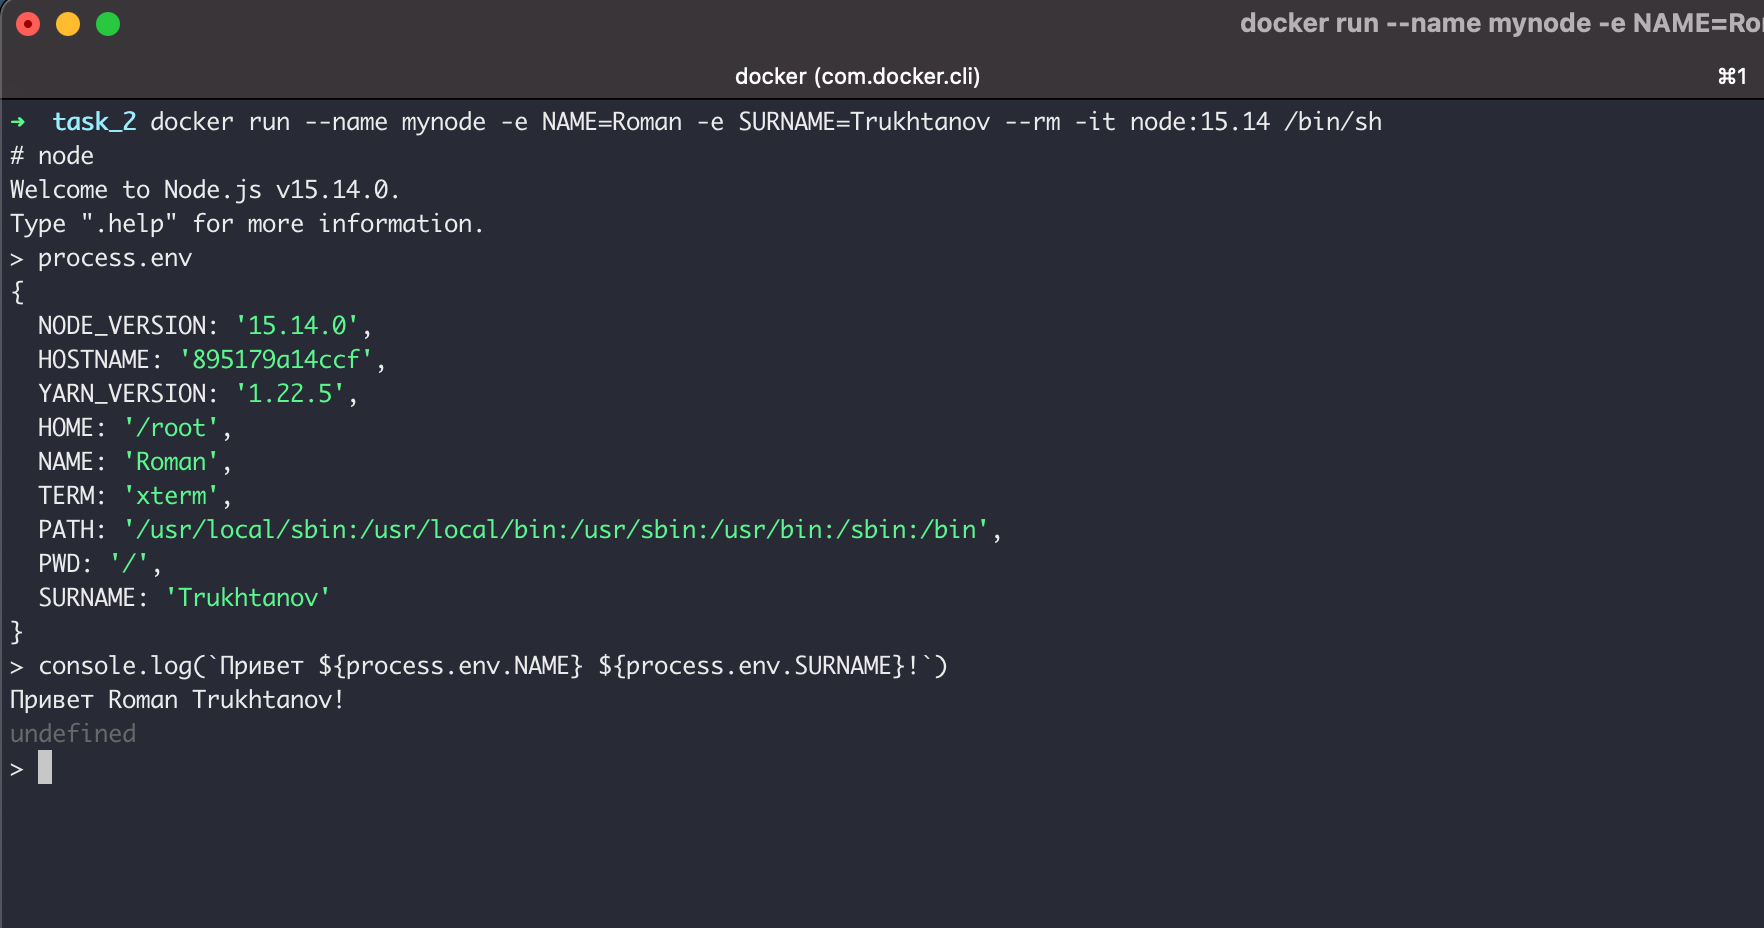 docker run --name mynode -e NAME=Ro
docker (com.docker.cli) ⌘1
→ task_2 docker run --name mynode -e NAME=Roman -e SURNAME=Trukhtanov --rm -it node:15.14 /bin/sh
# node
Welcome to Node.js v15.14.0.
Type ".help" for more information.
> process.env
{
  NODE_VERSION: '15.14.0',
  HOSTNAME: '895179a14ccf',
  YARN_VERSION: '1.22.5',
  HOME: '/root',
  NAME: 'Roman',
  TERM: 'xterm',
  PATH: '/usr/local/sbin:/usr/local/bin:/usr/sbin:/usr/bin:/sbin:/bin',
  PWD: '/',
  SURNAME: 'Trukhtanov'
}
> console.log(`Привет ${process.env.NAME} ${process.env.SURNAME}!`)
Привет Roman Trukhtanov!
undefined
>